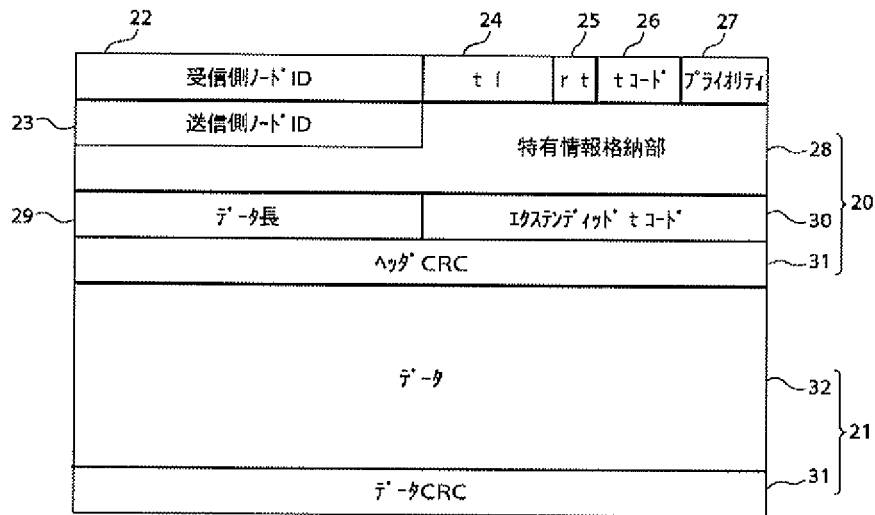 22 24 25 26 27
受信側ノードID ｔｌ ｒｔ ｔコード プライオリティ
23 送信側ノードID
特有情報格納部 28
20
29 データ長 エクステンディッド ｔコード 30
ヘッダCRC 31
データ 32
21
データCRC 31